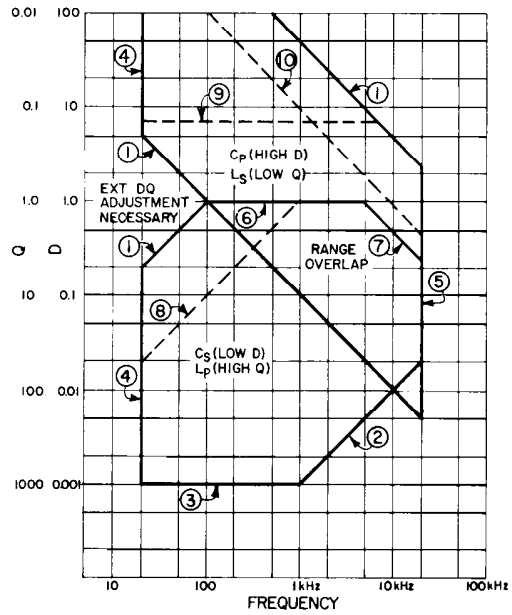 0.01 100
④ ⑩ ①
⑨
0.1 10
① CP (HIGH D)
LS (LOW Q)
EXT DQ
ADJUSTMENT
NECESSARY
1.0 1.0
⑥
① RANGE
OVERLAP ⑦
Q D
10 0.1 ⑤
⑧
CS (LOW D)
LP (HIGH Q)
④
100 0.01
②
1000 0.001
③
10 100 1kHz 10kHz 100kHz
FREQUENCY